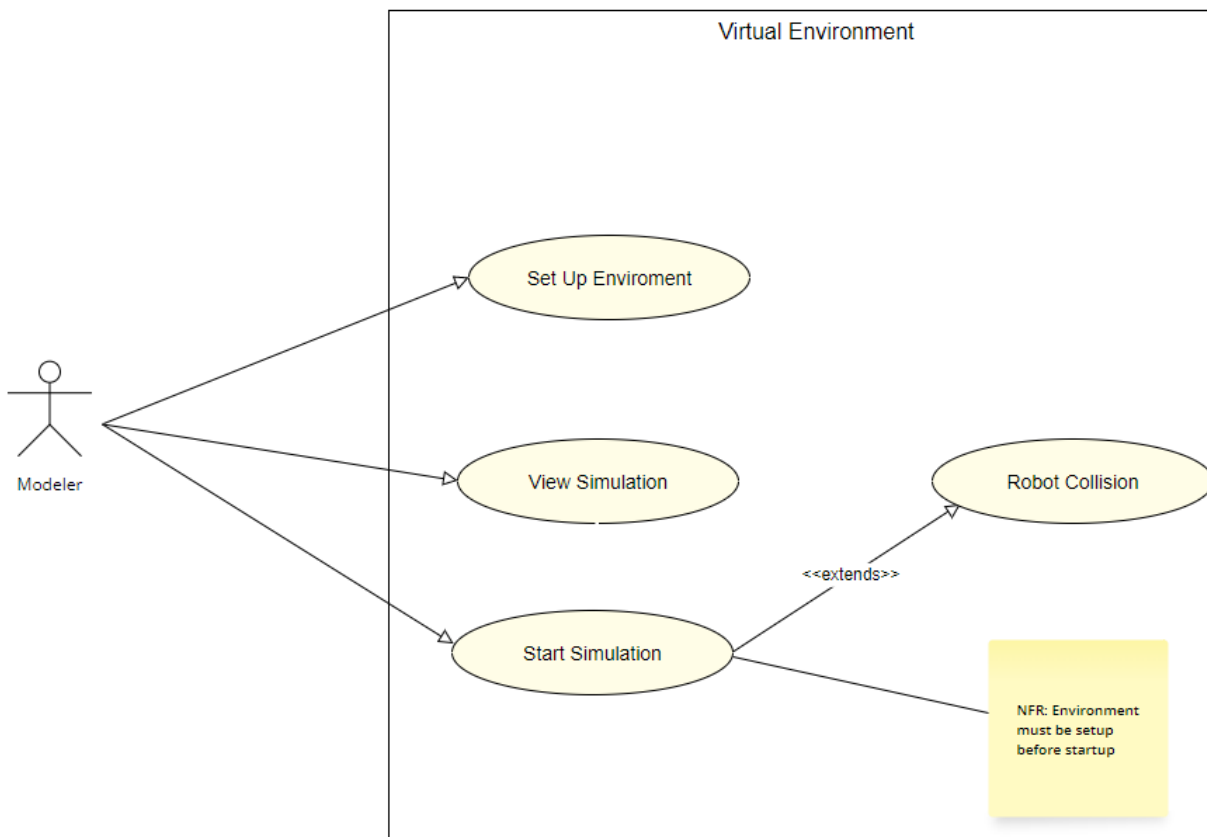 Virtual Environment
Set Up Enviroment
Modeler
View Simulation
Robot Collision
<<extends>>
Start Simulation
NFR: Environment
must be setup
before startup